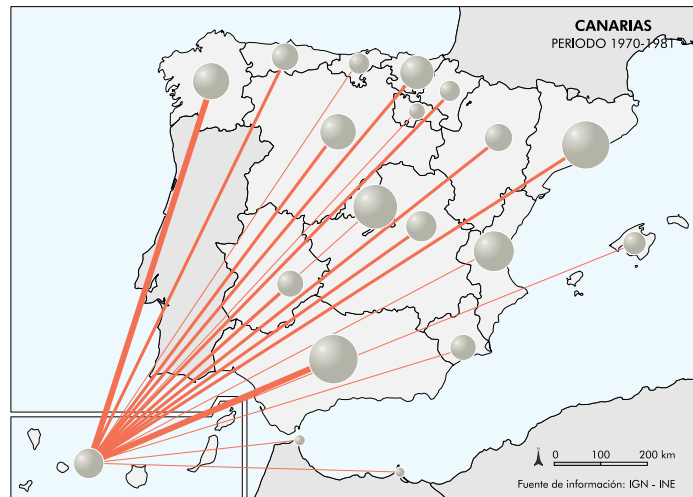 CANARIAS
PERIODO 1970-1981
N
0 100 200 km
Fuente de información: IGN - INE